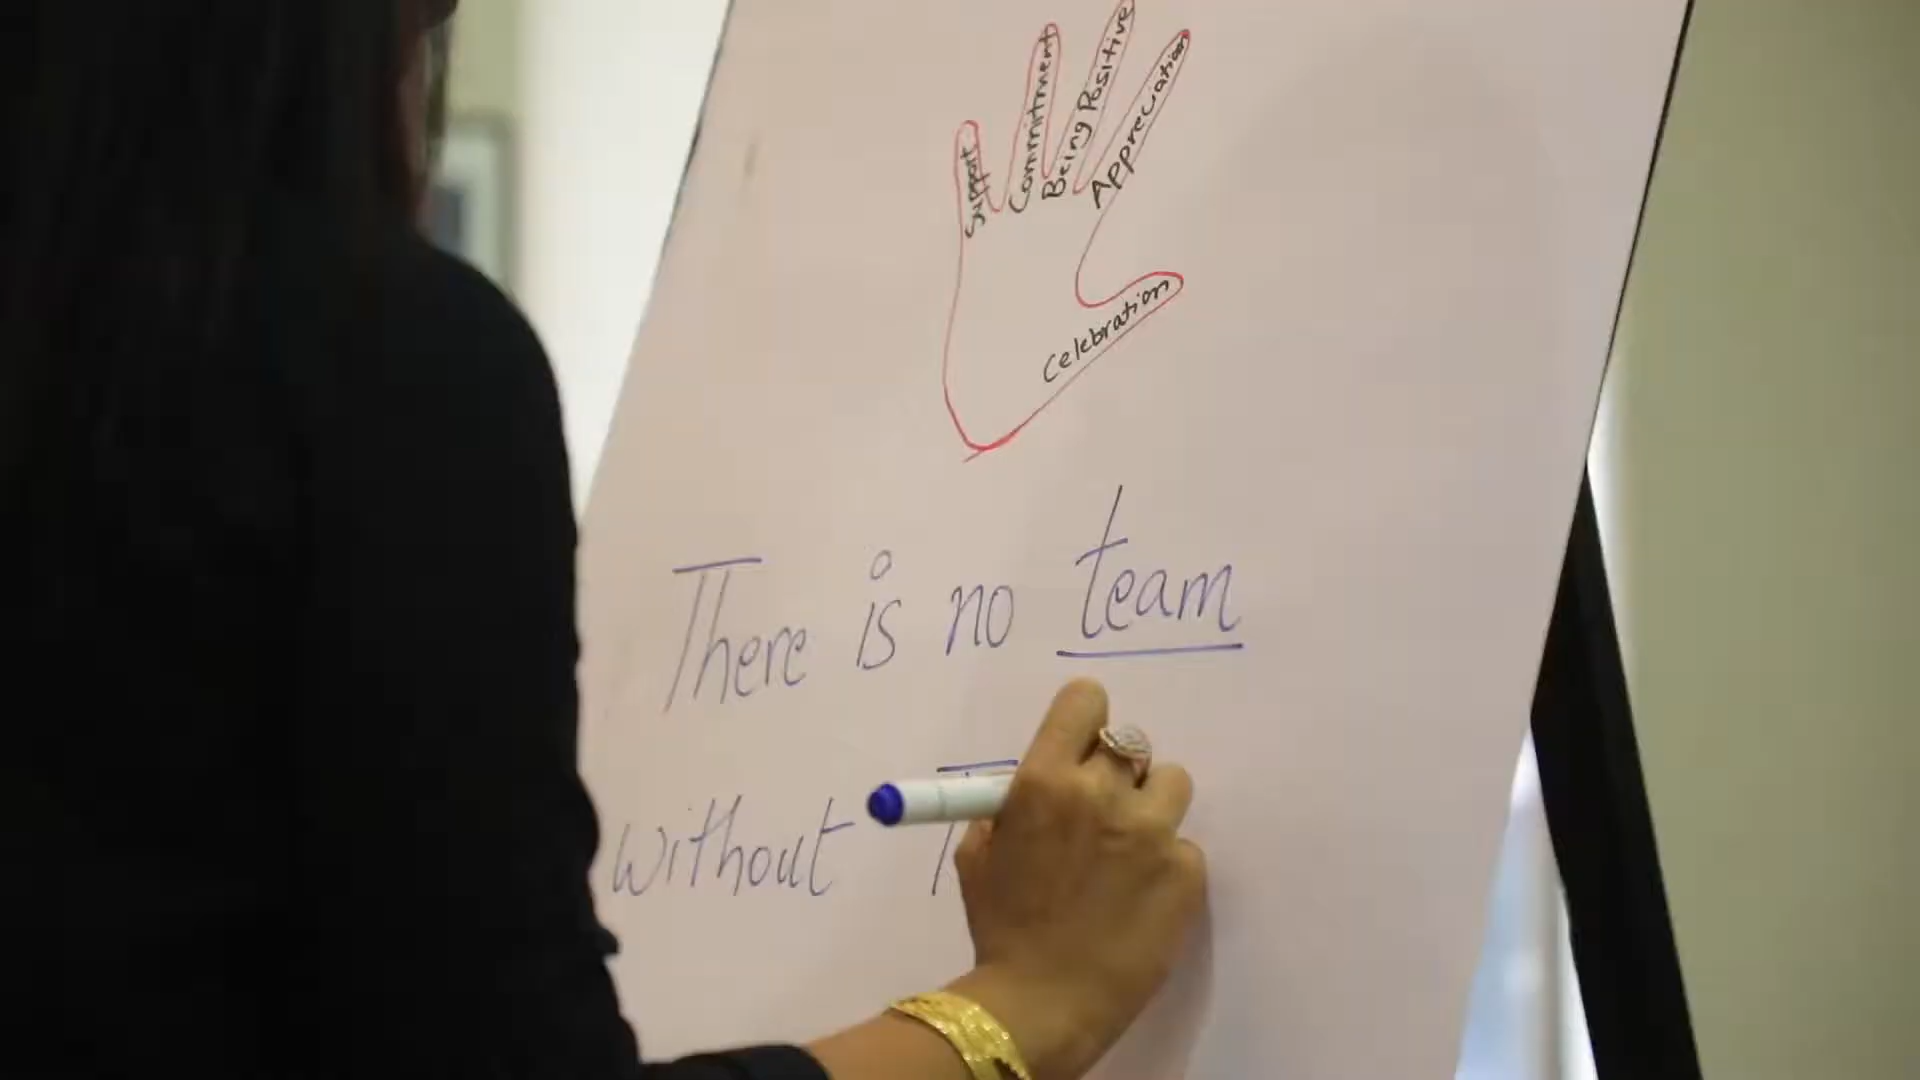 Support
Commitment
Being Positive
Appreciation
Celebration
There is no team
without